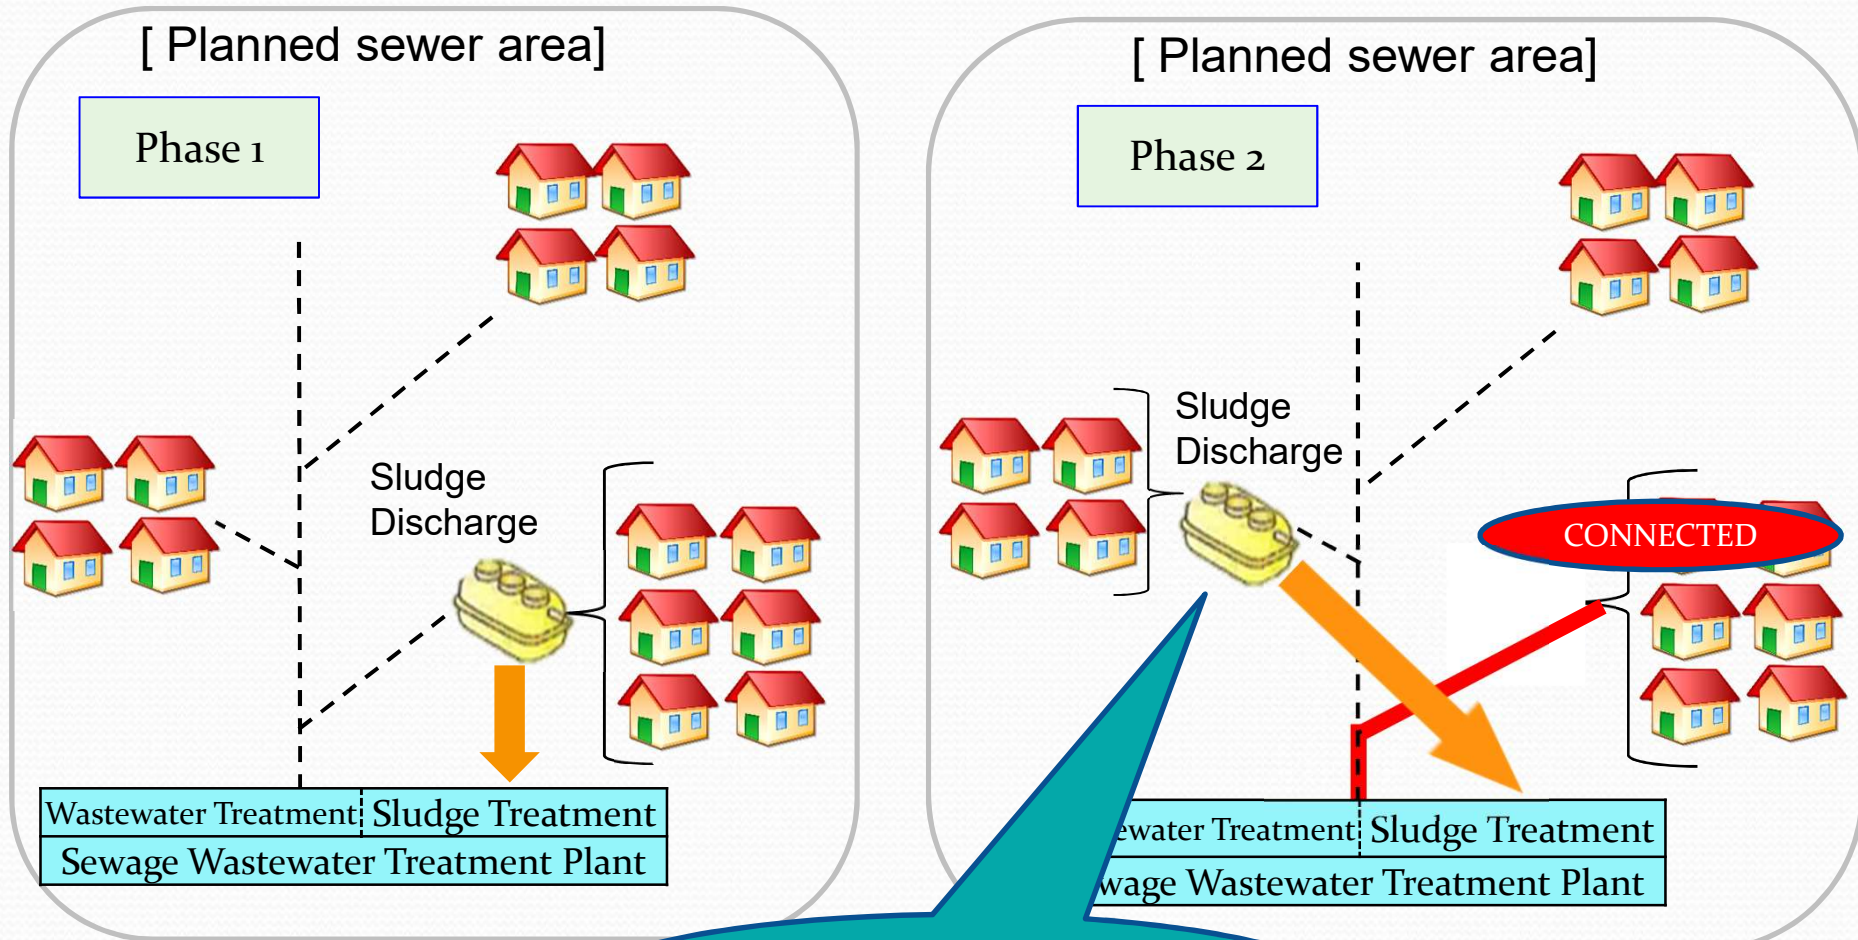 [ Planned sewer area]
Phase 1
Sludge
Discharge
Wastewater Treatment Sludge Treatment
Sewage Wastewater Treatment Plant
[ Planned sewer area]
Phase 2
Sludge
Discharge
CONNECTED
ewater Treatment Sludge Treatment
wage Wastewater Treatment Plant